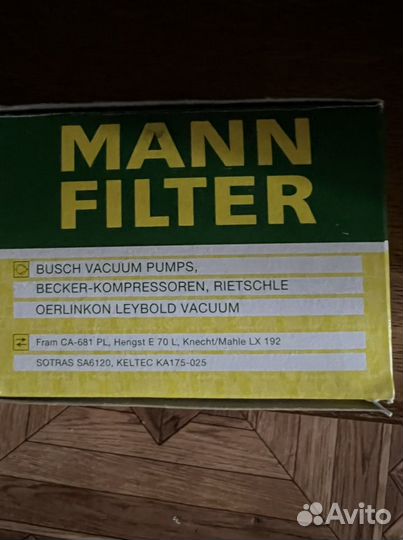 MANN
FILTER
BUSCH VACUUM PUMPS,
BECKER-KOMPRESSOREN, RIETSCHLE
OERLINKON LEYBOLD VACUUM
Fram CA-681 PL, Hengst E 70 L, Knecht/Mahle LX 192
SOTRAS SA6120, KELTEC KA175-025
Avito